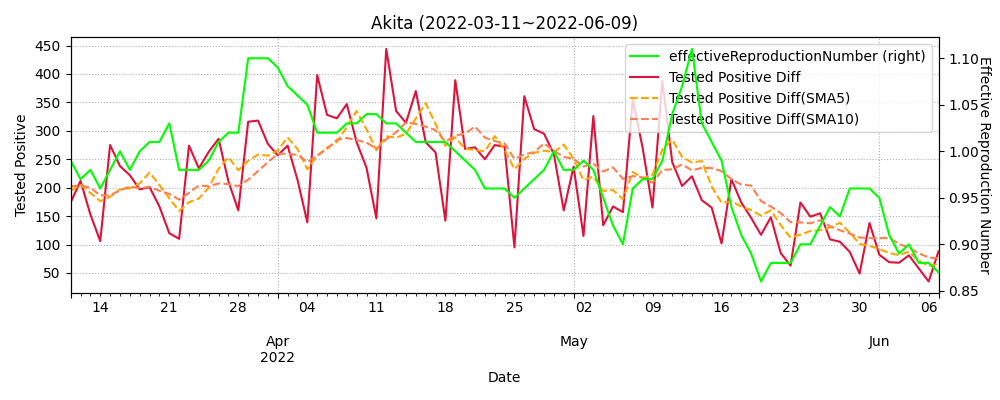 Akita (2022-03-11~2022-06-09)
effectiveReproductionNumber (right)
Tested Positive Diff
Tested Positive Diff(SMA5)
Tested Positive Diff(SMA10)
Tested Positive
450
400
350
300
250
200
150
100
50
1.10
1.05
1.00
0.95
0.90
0.85
Effective Reproduction Number
14 21 28 04 11 18 25 02 09 16 23 30 06
Apr May Jun
2022
Date